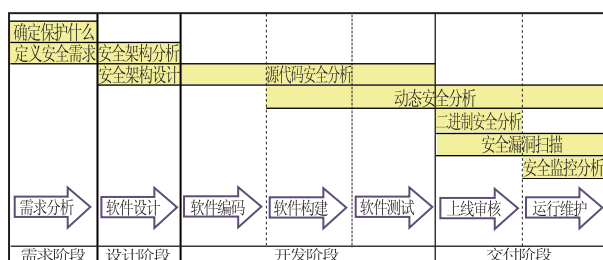 确定保护什么
定义安全需求 安全架构分析
安全架构设计 源代码安全分析
动态安全分析
二进制安全分析
安全漏洞扫描
安全监控分析
需求分析 软件设计 软件编码 软件构建 软件测试 上线审核 运行维护
需求阶段 设计阶段 开发阶段 交付阶段